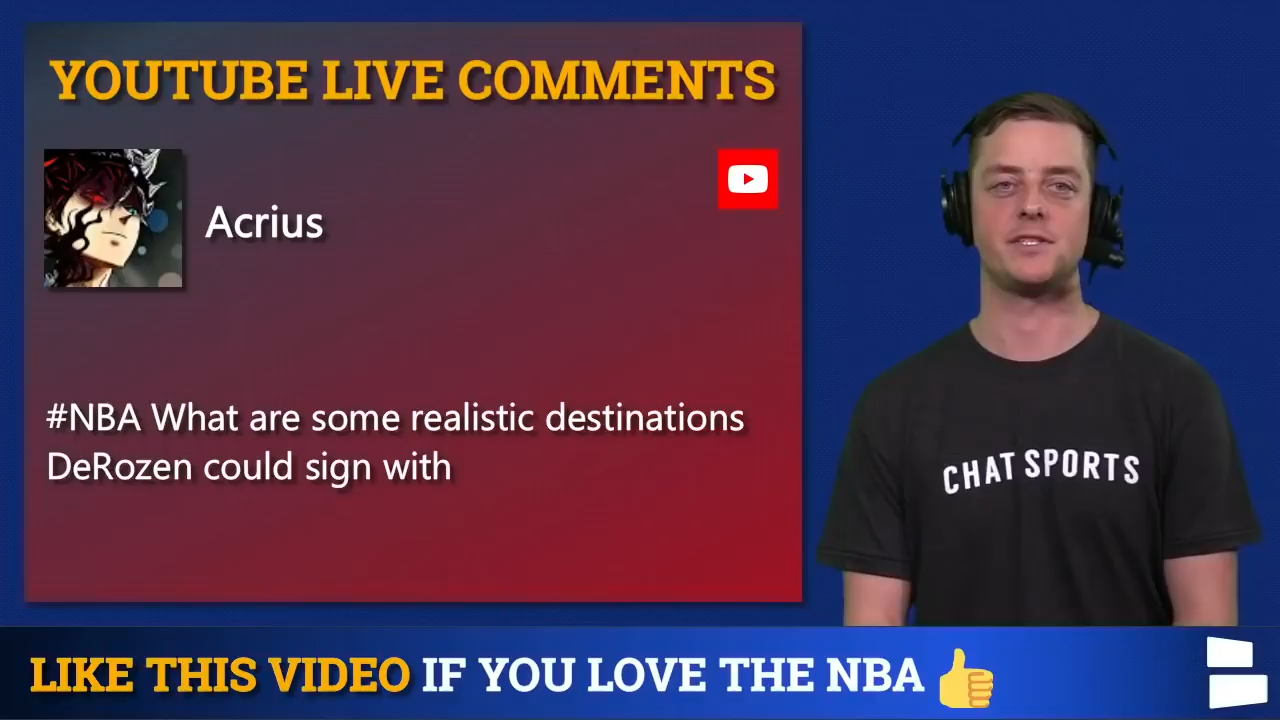 YOUTUBE LIVE COMMENTS
Acrius
#NBA What are some realistic destinations
DeRozen could sign with
CHAT SPORTS
LIKE THIS VIDEO IF YOU LOVE THE NBA